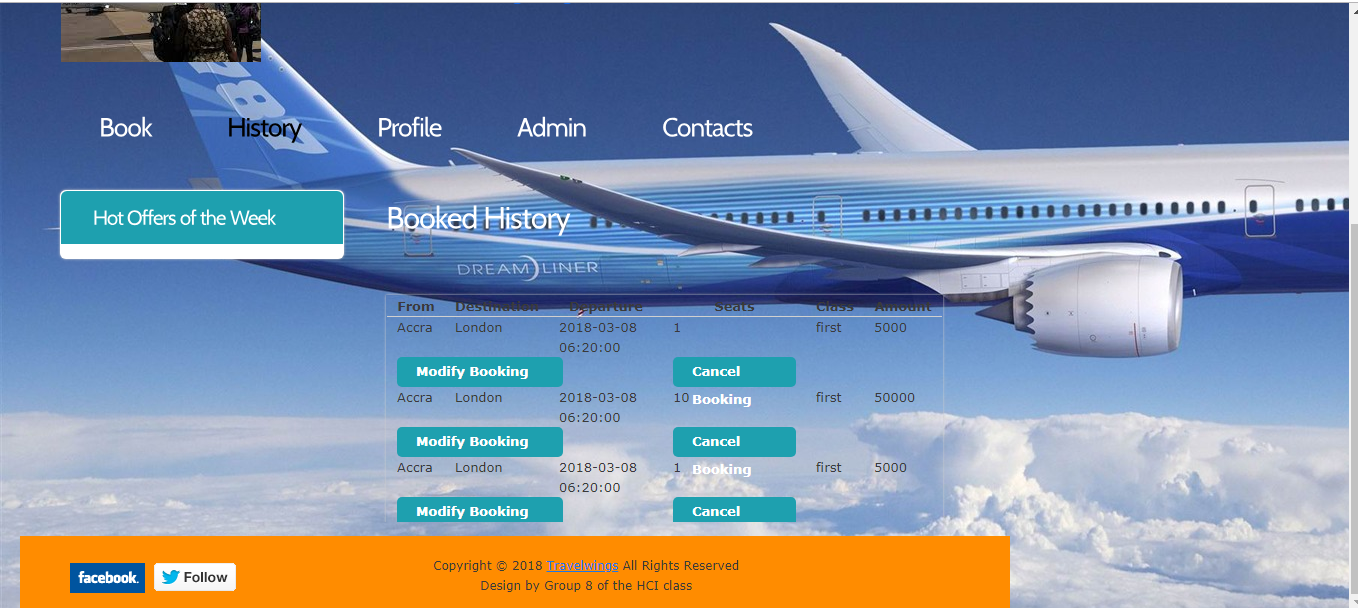 787
Book History Profile Admin Contacts
Hot Offers of the Week
Booked History
DREAMLINER
From Destination Departure Seats Class Amount
Accra London 2018-03-08 1 first 5000
06:20:00
Modify Booking Cancel
Booking
Accra London 2018-03-08 10 first 50000
06:20:00
Modify Booking Cancel
Booking
Accra London 2018-03-08 1 first 5000
06:20:00
Modify Booking Cancel
facebook. Follow
Copyright © 2018 Travelwings All Rights Reserved
Design by Group 8 of the HCI class